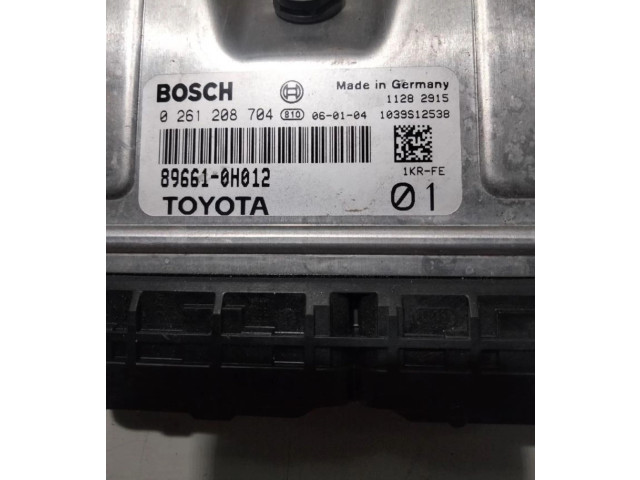 BOSCH Made in Germany
1128 2915
0 261 208 704 810 06-01-04 1039S12538
89661-0H012 1KR-FE
TOYOTA 01